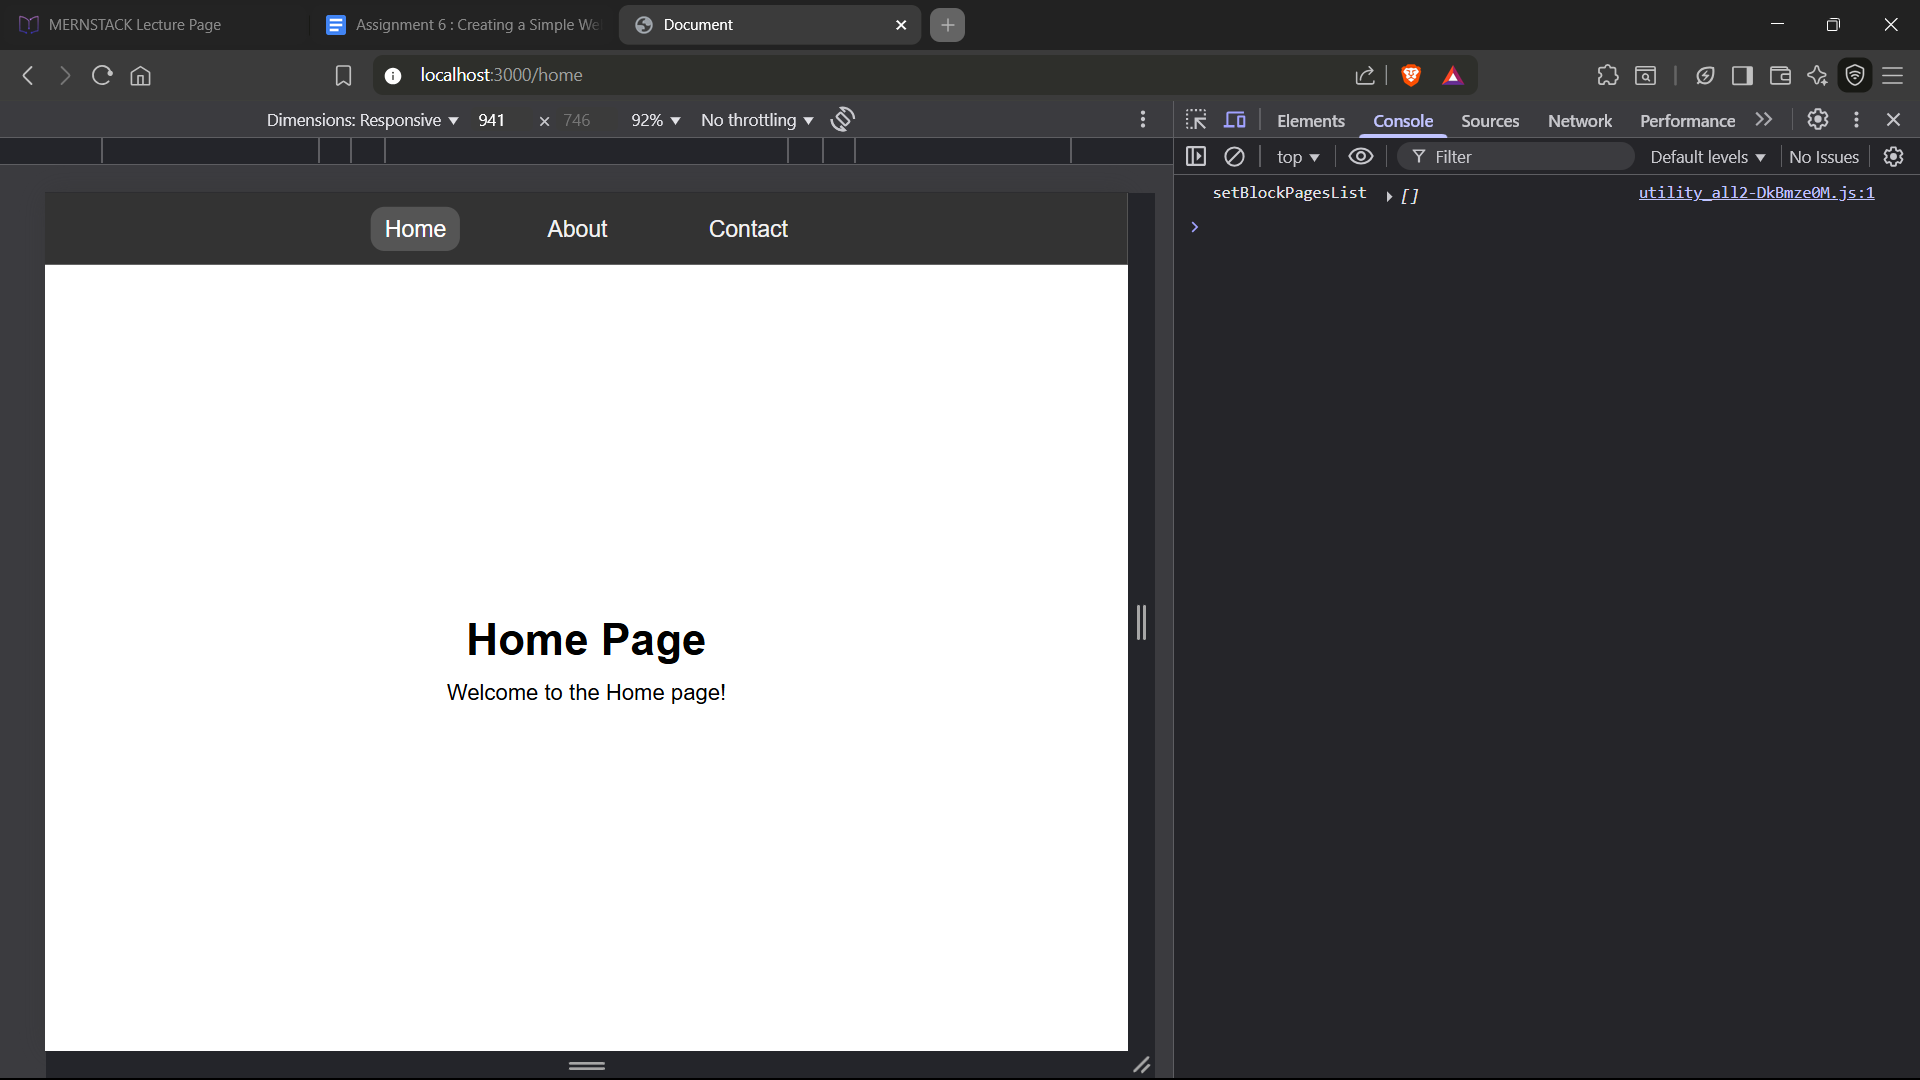 MERNSTACK Lecture Page
Assignment 6 : Creating a Simple We
Document
localhost:3000/home
Dimensions: Responsive 941 × 746 92% No throttling
Elements Console Sources Network Performance
top Filter Default levels No Issues
setBlockPagesList [] utility_all2-DkBmze0M.js:1
Home About Contact
Home Page
Welcome to the Home page!